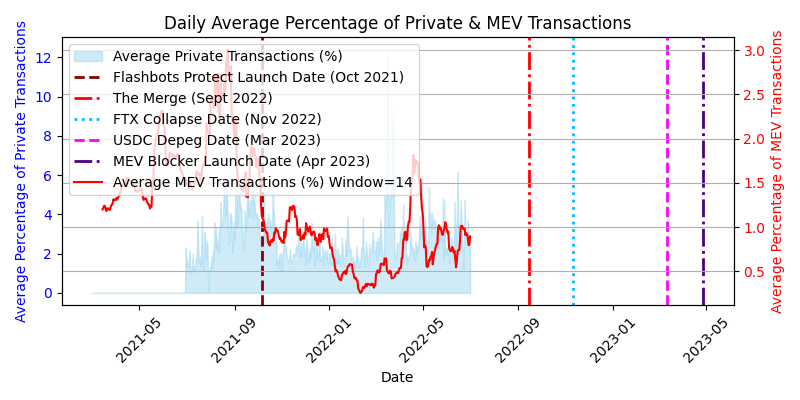 Daily Average Percentage of Private & MEV Transactions
Average Percentage of Private Transactions
12
10
8
6
4
2
0
Average Private Transactions (%)
Flashbots Protect Launch Date (Oct 2021)
The Merge (Sept 2022)
FTX Collapse Date (Nov 2022)
USDC Depeg Date (Mar 2023)
MEV Blocker Launch Date (Apr 2023)
Average MEV Transactions (%) Window=14
3.0
2.5
2.0
1.5
1.0
0.5
Average Percentage of MEV Transactions
2021-05
2021-09
2022-01
2022-05
2022-09
2023-01
2023-05
Date